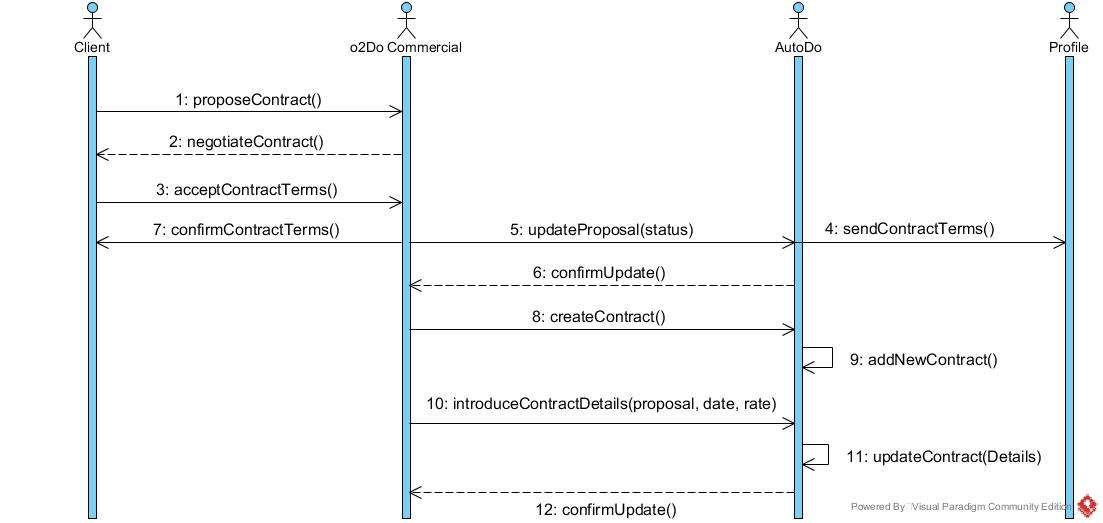 Client
o2Do Commercial
AutoDo
Profile
1: proposeContract()
2: negotiateContract()
3: acceptContractTerms()
7: confirmContractTerms()
5: updateProposal(status)
4: sendContractTerms()
6: confirmUpdate()
8: createContract()
9: addNewContract()
10: introduceContractDetails(proposal, date, rate)
11: updateContract(Details)
12: confirmUpdate()
Powered By Visual Paradigm Community Edition